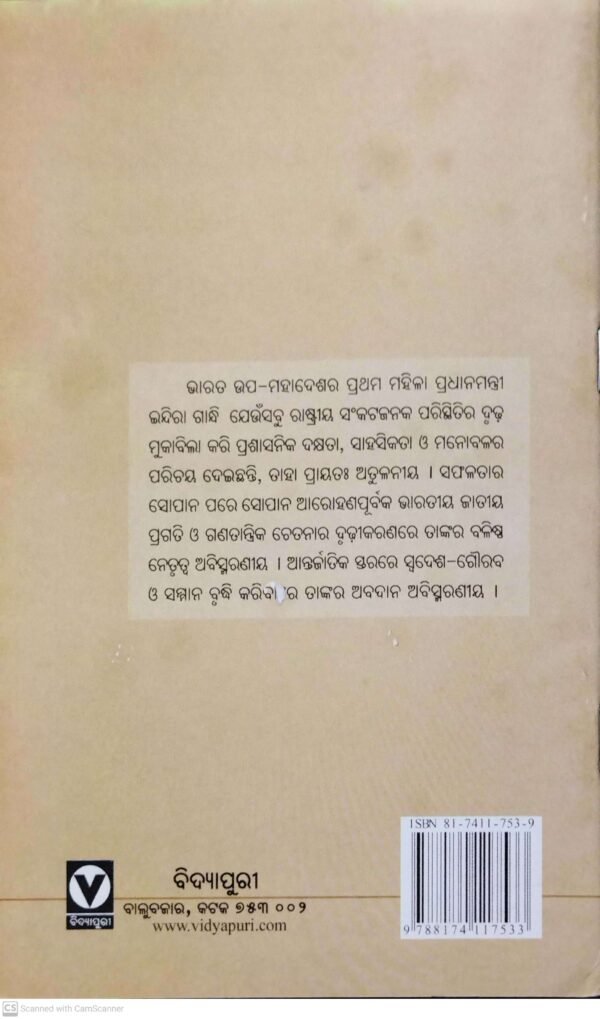 ଭାରତ ଉପ-ମହାଦେଶର ପ୍ରଥମ ମହିଳା ପ୍ରଧାନମନ୍ତ୍ରୀ
ଇନ୍ଦିରା ଗାନ୍ଧି ଯେଉଁସବୁ ରାଷ୍ଟ୍ରୀୟ ସଂକଟଜନକ ପରିସ୍ଥିତିର ଦୃଢ଼
ମୁକାବିଲା କରି ପ୍ରଶାସନିକ ଦକ୍ଷତା, ସାହସିକତା ଓ ମନୋବଳର
ପରିଚୟ ଦେଇଛନ୍ତି, ତାହା ପ୍ରାୟତଃ ଅତୁଳନୀୟ । ସଫଳତାର
ସୋପାନ ପରେ ସୋପାନ ଆରୋହଣପୂର୍ବକ ଭାରତୀୟ ଜାତୀୟ
ପ୍ରଗତି ଓ ଗଣତାନ୍ତ୍ରିକ ଚେତନାର ଦୃଢ଼ୀକରଣରେ ତାଙ୍କର ବଳିଷ୍ଠ
ନେତୃତ୍ୱ ଅବିସ୍ମରଣୀୟ । ଆନ୍ତର୍ଜାତିକ ସ୍ତରରେ ସ୍ୱଦେଶ-ଗୌରବ
ଓ ସମ୍ମାନ ବୃଦ୍ଧି ତାଙ୍କର ଅବଦାନ ଅବିସ୍ମରଣୀୟ ।
ISBN 81-7411-753-9
9 788174 117533
V
ବିଦ୍ୟାପୁରୀ
ବିଦ୍ୟାପୁରୀ
ବାଲୁବଜାର, କଟକ ୭୫୩ ୦୦୨
www.vidyapuri.com
CS Scanned with CamScanner